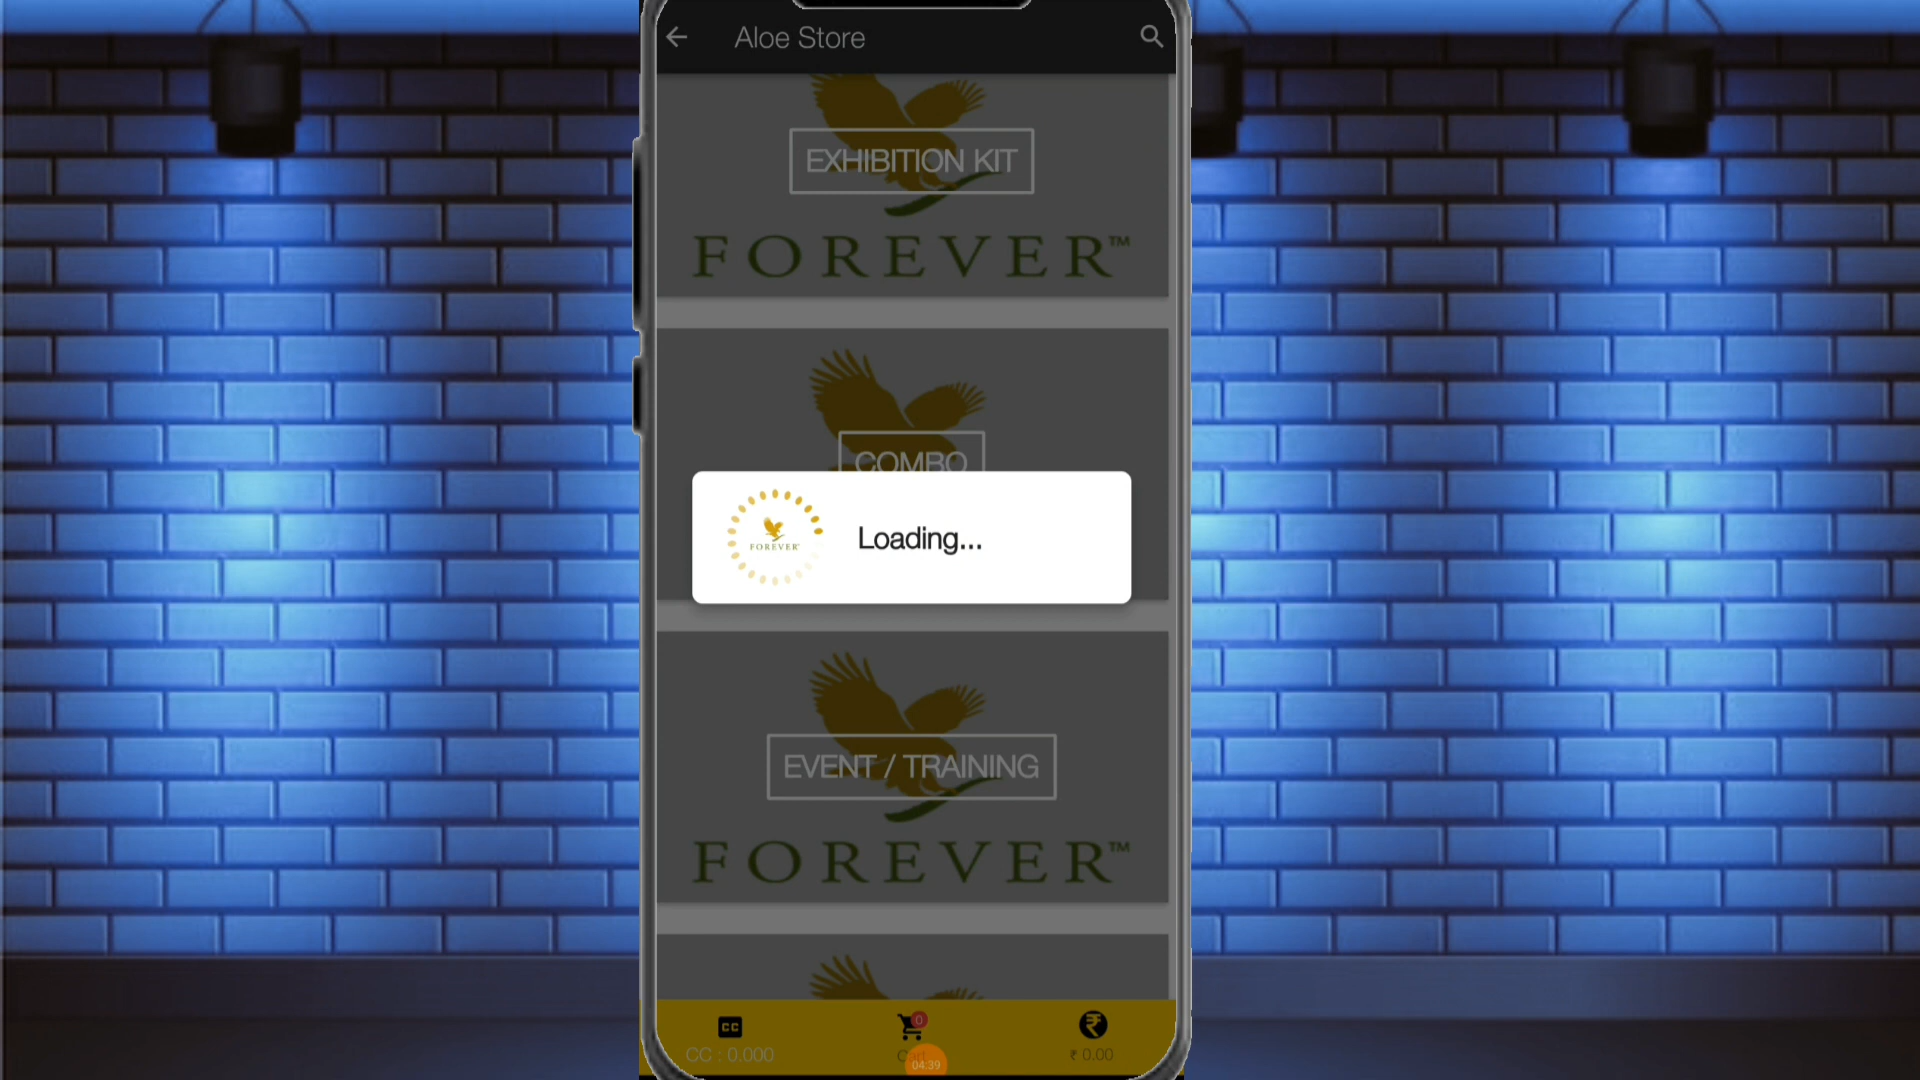 Aloe Store
EXHIBITION KIT
FOREVER™
COMBO
FOREVER
Loading...
EVENT / TRAINING
FOREVER™
CC
0
CC : 0.000
₹ 0.00
04:39